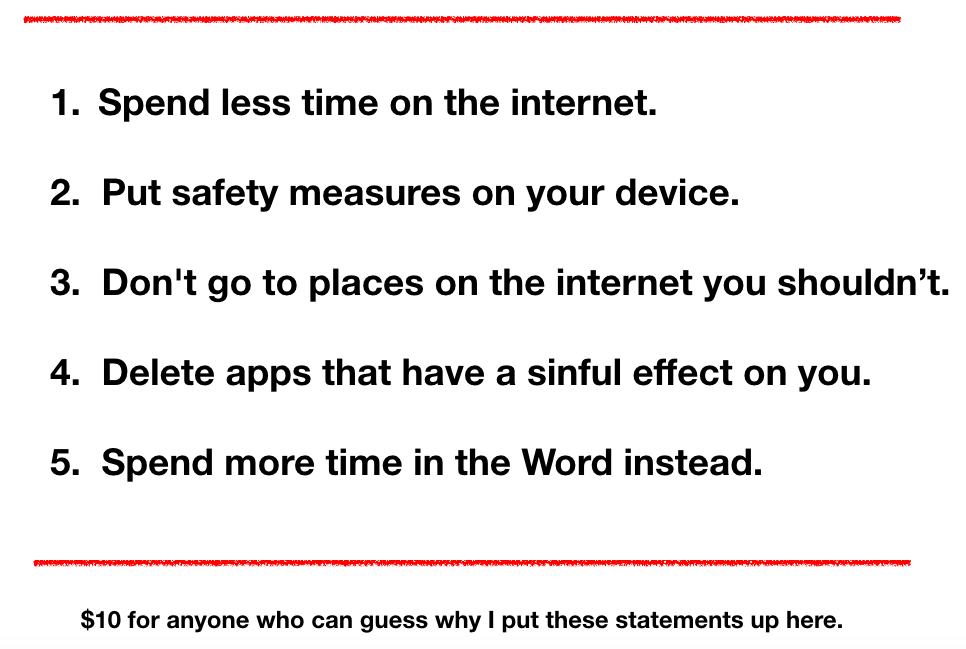 1. Spend less time on the internet.
2. Put safety measures on your device.
3. Don't go to places on the internet you shouldn’t.
4. Delete apps that have a sinful effect on you.
5. Spend more time in the Word instead.
$10 for anyone who can guess why I put these statements up here.